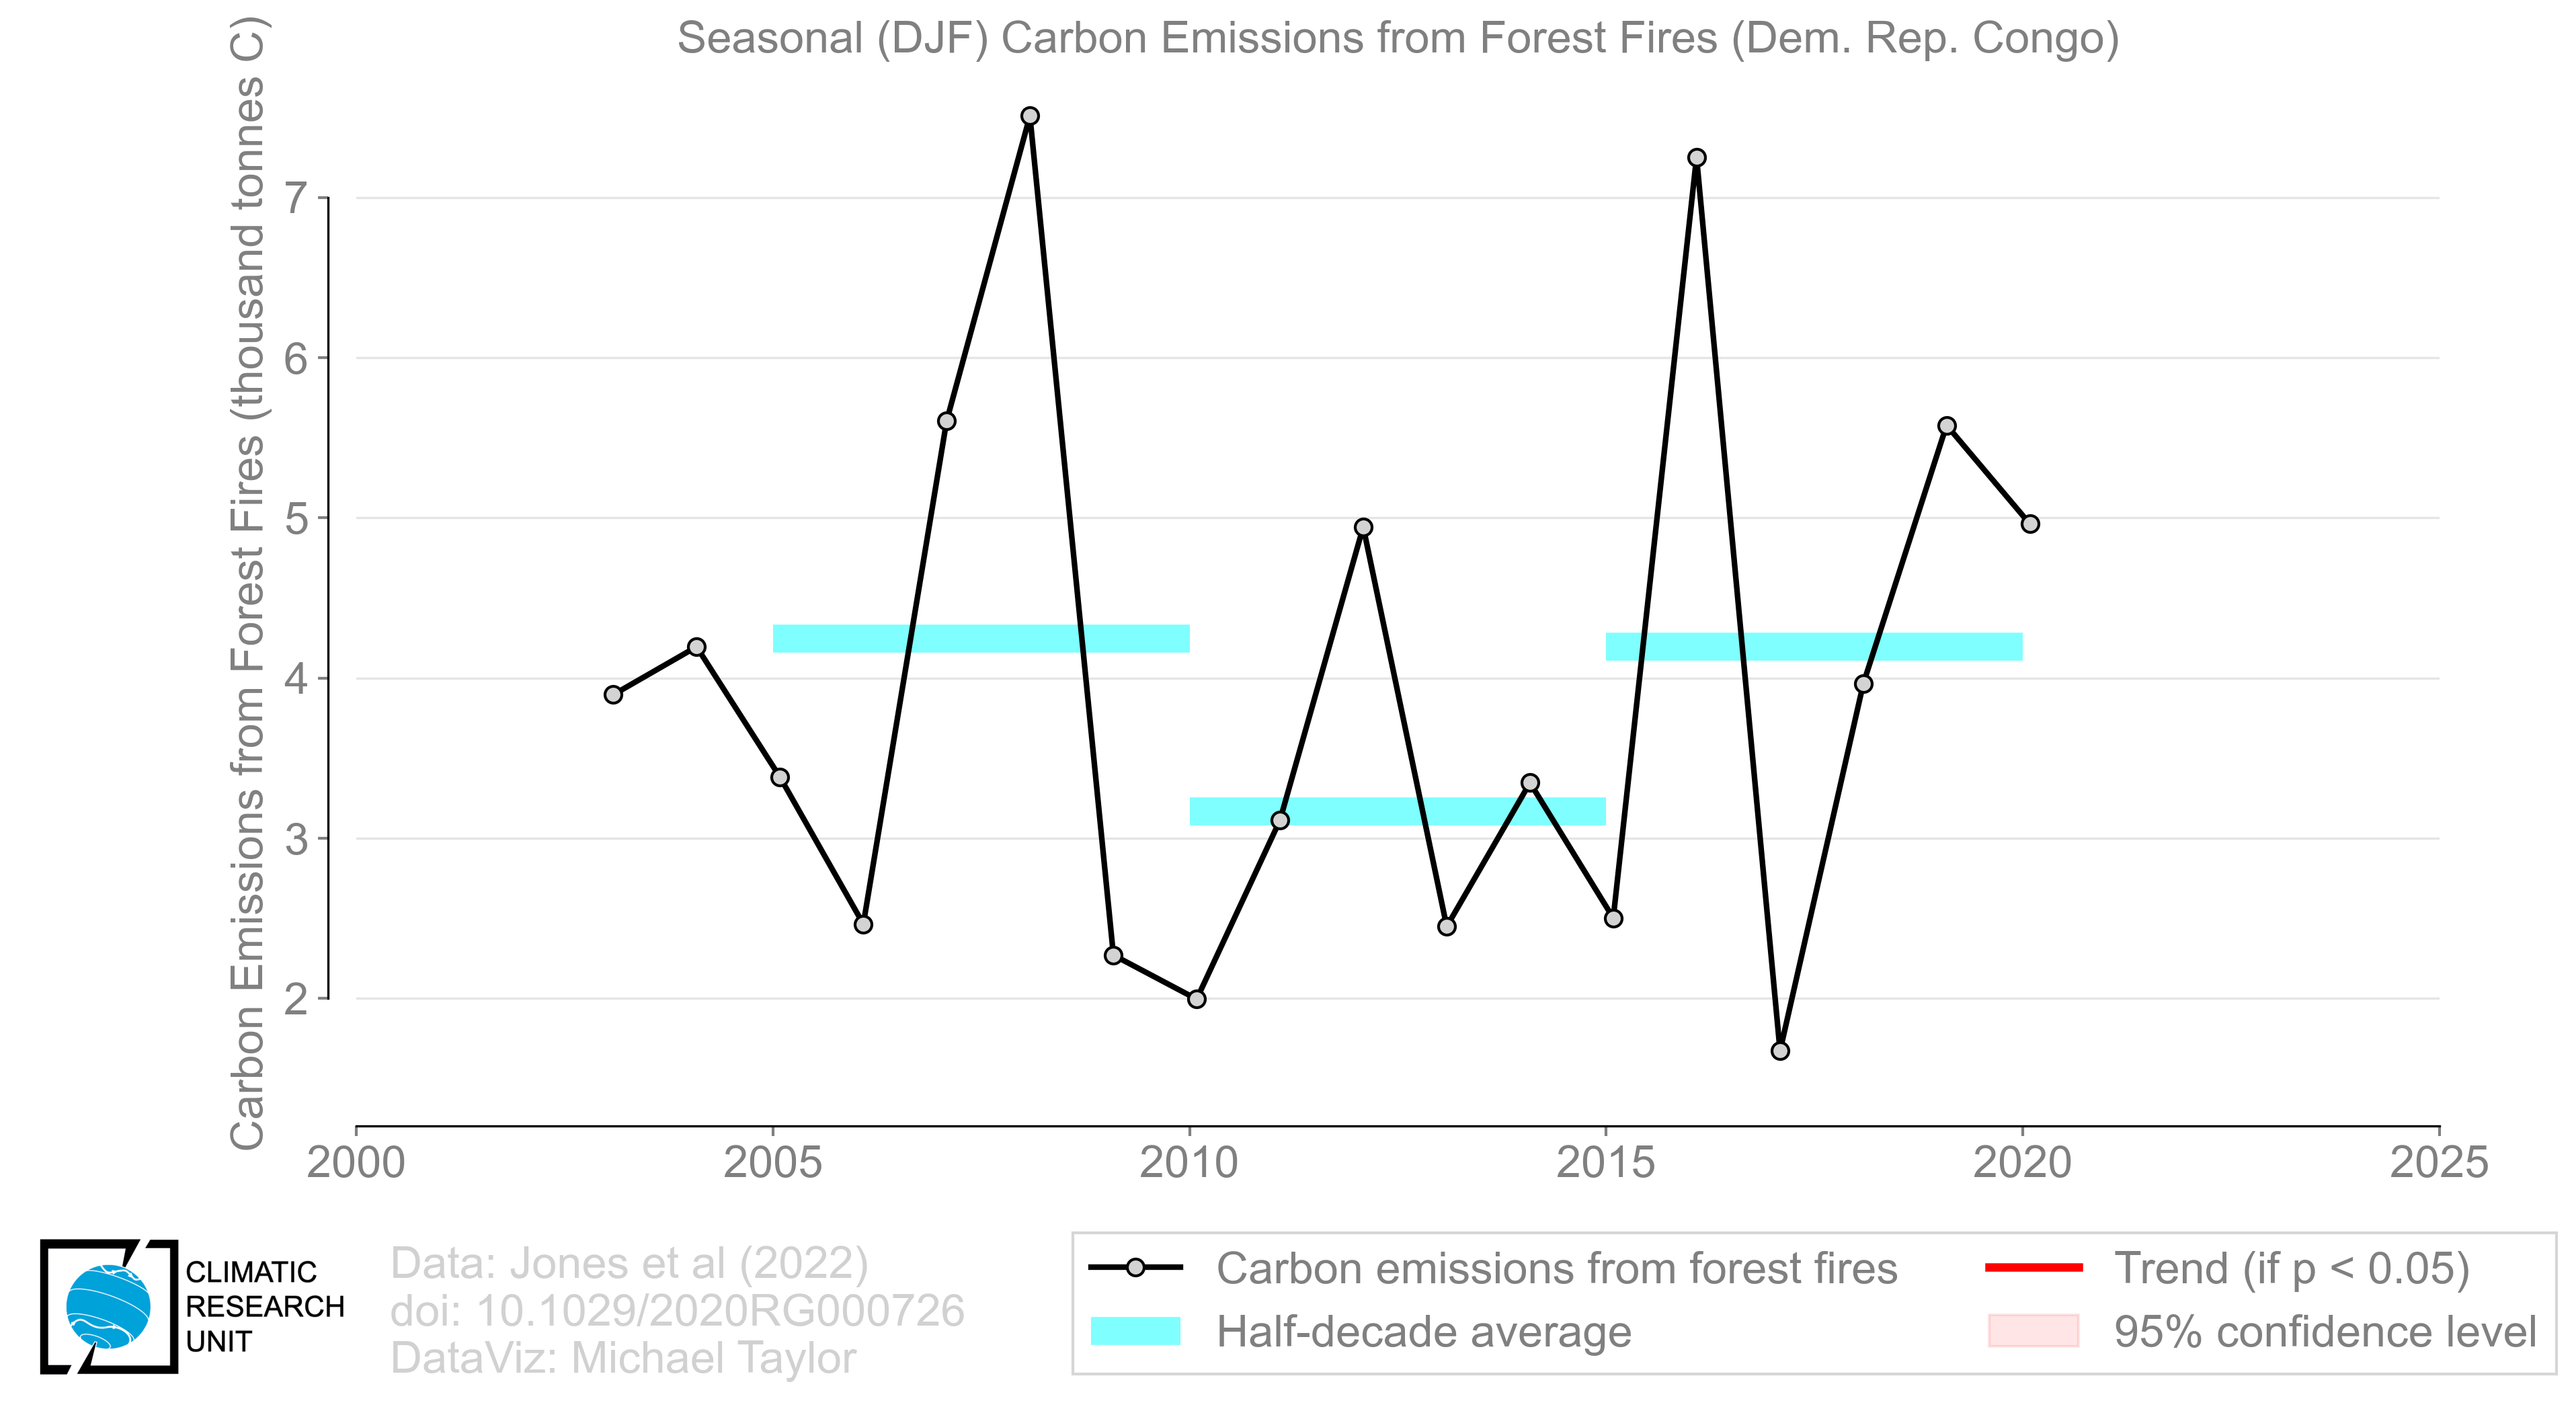 Seasonal (DJF) Carbon Emissions from Forest Fires (Dem. Rep. Congo)
Carbon Emissions from Forest Fires (thousand tonnes C)
7
6
5
4
3
2
2000 2005 2010 2015 2020 2025
CLIMATIC
RESEARCH
UNIT
Data: Jones et al (2022)
doi: 10.1029/2020RG000726
DataViz: Michael Taylor
Carbon emissions from forest fires
Half-decade average
Trend (if p < 0.05)
95% confidence level